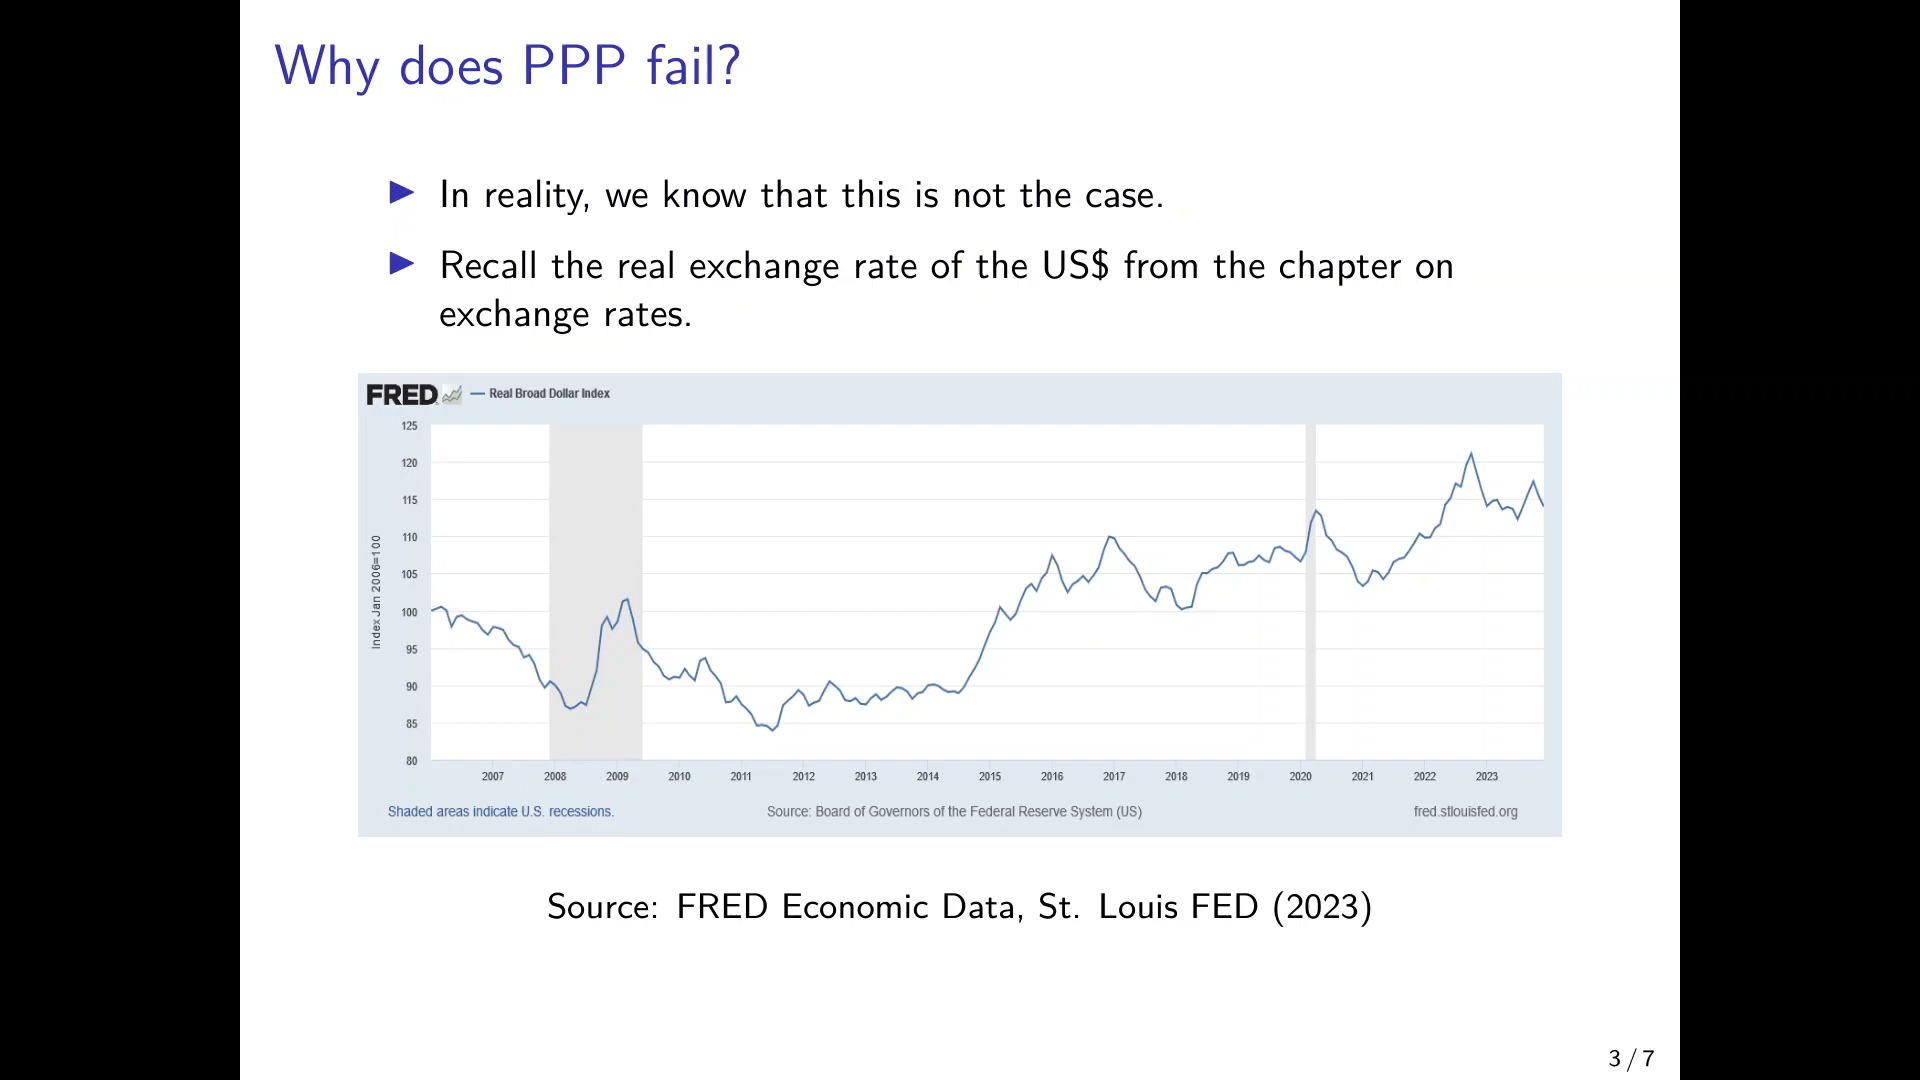 Why does PPP fail?
In reality, we know that this is not the case.
Recall the real exchange rate of the US$ from the chapter on
exchange rates.
FRED — Real Broad Dollar Index
125
120
115
110
105
100
95
90
85
80
Index Jan 2006=100
2007 2008 2009 2010 2011 2012 2013 2014 2015 2016 2017 2018 2019 2020 2021 2022 2023
Shaded areas indicate U.S. recessions. Source: Board of Governors of the Federal Reserve System (US) fred.stlouisfed.org
Source: FRED Economic Data, St. Louis FED (2023)
3 / 7